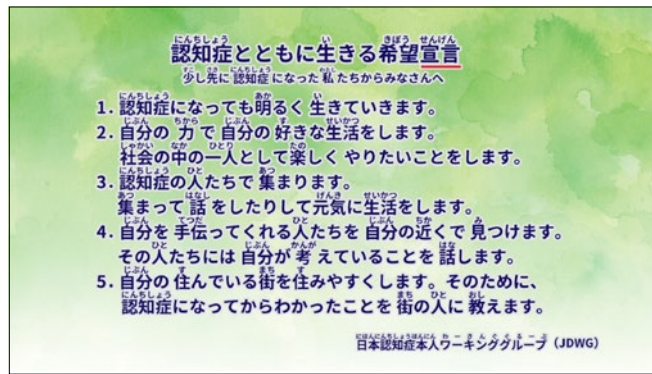 認知症とともに生きる希望宣言
少し先に認知症になった私たちからみなさんへ
1. 認知症になっても明るく生きていきます。
2. 自分の力で自分の好きな生活をします。
社会の中の一人として楽しくやりたいことをします。
3. 認知症の人たちで集まります。
集まって話をしたりして元気に生活をします。
4. 自分を手伝ってくれる人たちを自分の近くで見つけます。
その人たちには自分が考えていることを話します。
5. 自分の住んでいる街を住みやすくします。そのために、
認知症になってからわかったことを街の人に教えます。
日本認知症本人ワーキンググループ（JDWG）